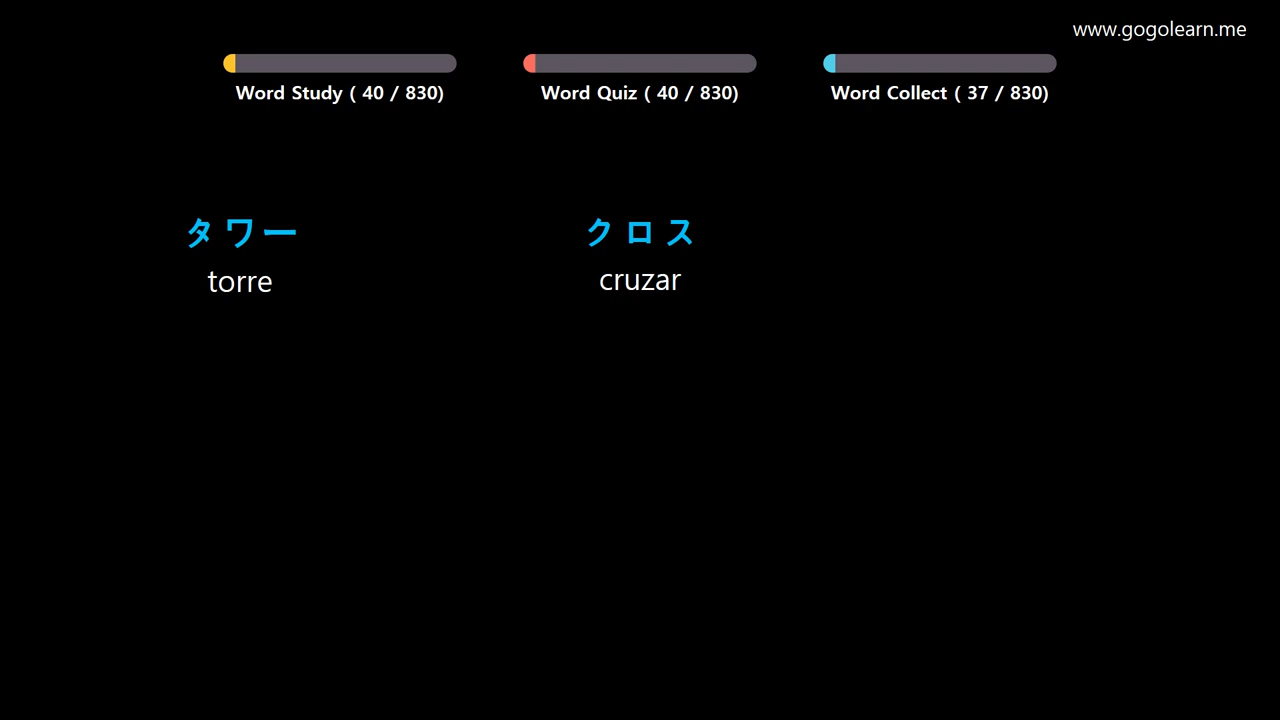 www.gogolearn.me
Word Study ( 40 / 830)
Word Quiz ( 40 / 830)
Word Collect ( 37 / 830)
タワー
torre
クロス
cruzar